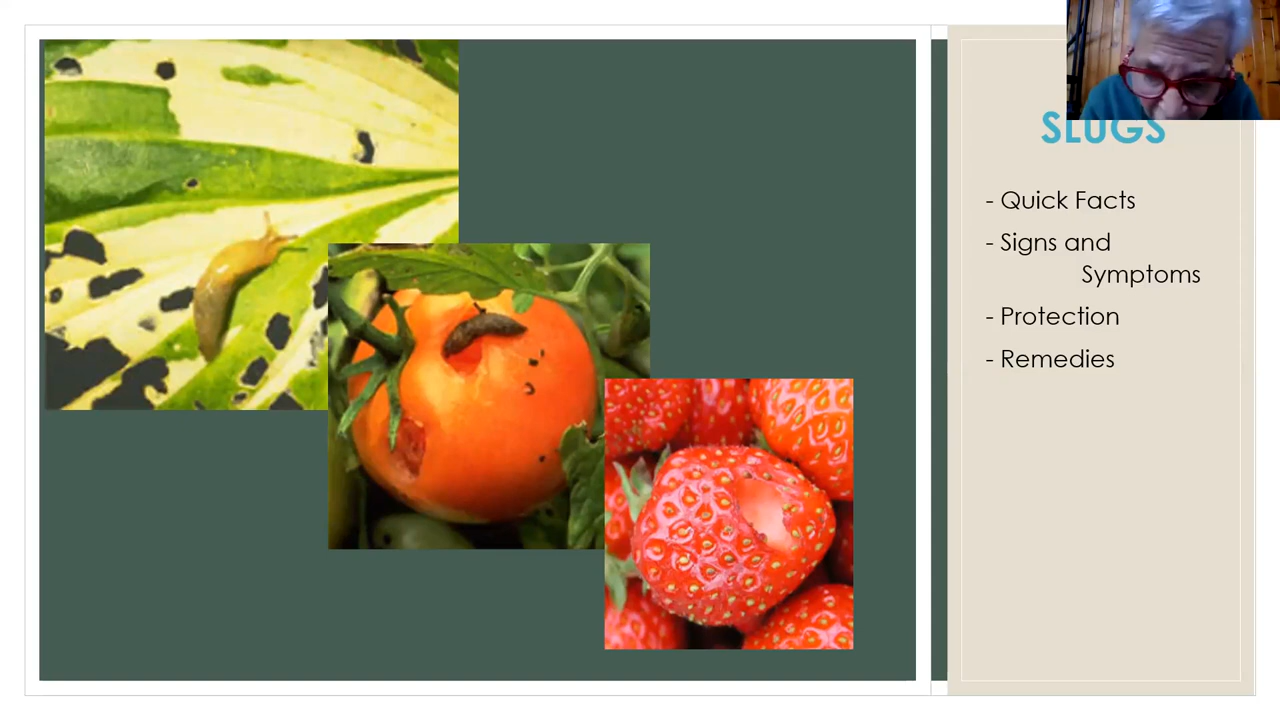 SLUGS
- Quick Facts
- Signs and
Symptoms
- Protection
- Remedies